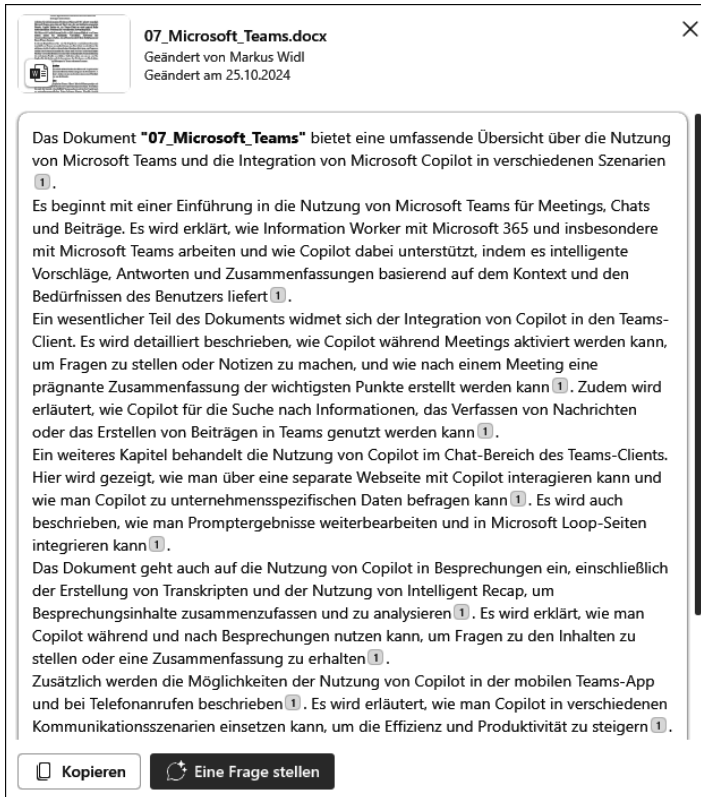 07_Microsoft_Teams.docx
Geändert von Markus Widl
Geändert am 25.10.2024
Das Dokument "07_Microsoft_Teams" bietet eine umfassende Übersicht über die Nutzung
von Microsoft Teams und die Integration von Microsoft Copilot in verschiedenen Szenarien
1.
Es beginnt mit einer Einführung in die Nutzung von Microsoft Teams für Meetings, Chats
und Beiträge. Es wird erklärt, wie Information Worker mit Microsoft 365 und insbesondere
mit Microsoft Teams arbeiten und wie Copilot dabei unterstützt, indem es intelligente
Vorschläge, Antworten und Zusammenfassungen basierend auf dem Kontext und den
Bedürfnissen des Benutzers liefert 1.
Ein wesentlicher Teil des Dokuments widmet sich der Integration von Copilot in den Teams-
Client. Es wird detailliert beschrieben, wie Copilot während Meetings aktiviert werden kann,
um Fragen zu stellen oder Notizen zu machen, und wie nach einem Meeting eine
prägnante Zusammenfassung der wichtigsten Punkte erstellt werden kann 1. Zudem wird
erläutert, wie Copilot für die Suche nach Informationen, das Verfassen von Nachrichten
oder das Erstellen von Beiträgen in Teams genutzt werden kann 1.
Ein weiteres Kapitel behandelt die Nutzung von Copilot im Chat-Bereich des Teams-Clients.
Hier wird gezeigt, wie man über eine separate Webseite mit Copilot interagieren kann und
wie man Copilot zu unternehmensspezifischen Daten befragen kann 1. Es wird auch
beschrieben, wie man Promptergebnisse weiterbearbeiten und in Microsoft Loop-Seiten
integrieren kann 1.
Das Dokument geht auch auf die Nutzung von Copilot in Besprechungen ein, einschließlich
der Erstellung von Transkripten und der Nutzung von Intelligent Recap, um
Besprechungsinhalte zusammenzufassen und zu analysieren 1. Es wird erklärt, wie man
Copilot während und nach Besprechungen nutzen kann, um Fragen zu den Inhalten zu
stellen oder eine Zusammenfassung zu erhalten 1.
Zusätzlich werden die Möglichkeiten der Nutzung von Copilot in der mobilen Teams-App
und bei Telefonanrufen beschrieben 1. Es wird erläutert, wie man Copilot in verschiedenen
Kommunikationsszenarien einsetzen kann, um die Effizienz und Produktivität zu steigern 1.
Kopieren
Eine Frage stellen